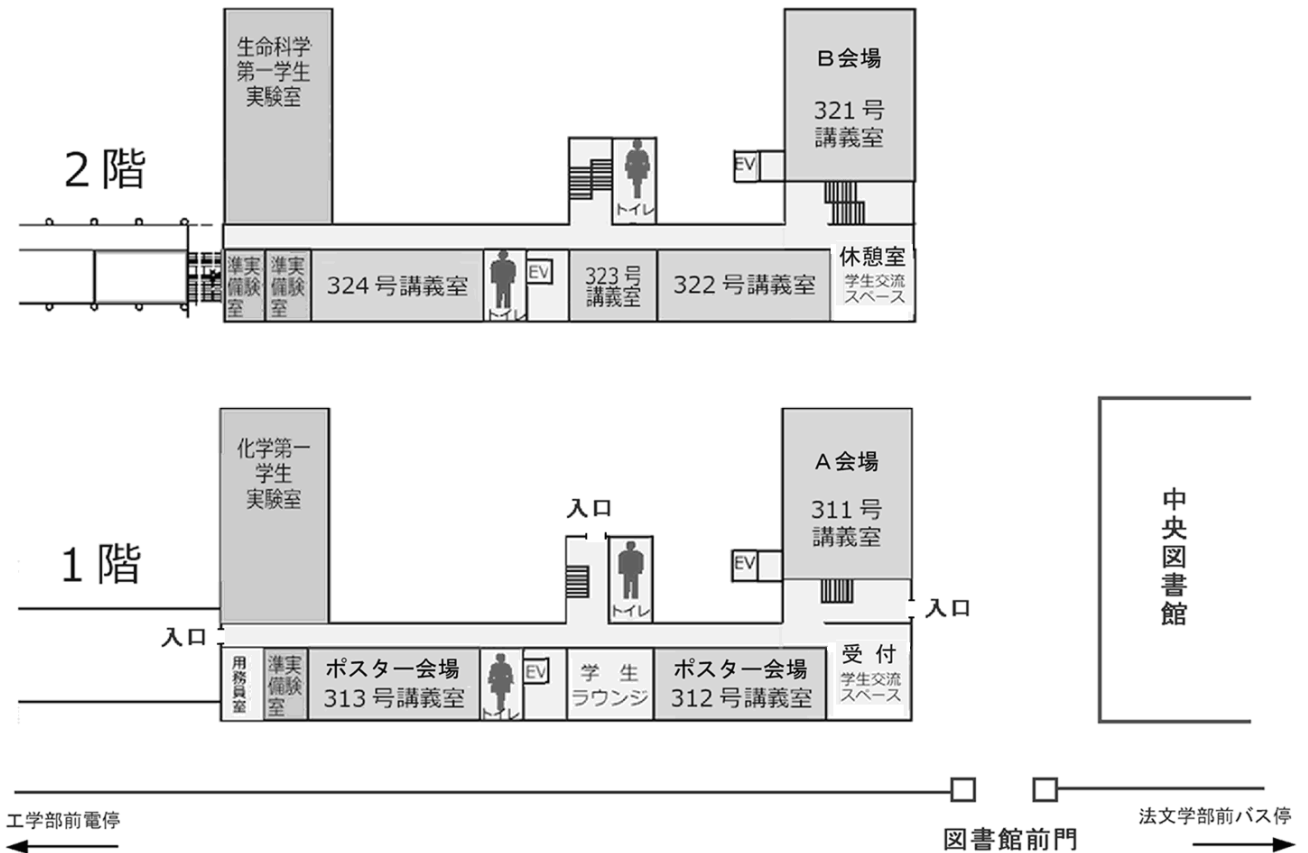 2階
生命科学
第一学生
実験室
B会場
321号
講義室
EV
トイレ
実験
準備室
実験
準備室
324号講義室
トイレ
EV
323号
講義室
322号講義室
休憩室
学生交流
スペース
1階
化学第一
学生
実験室
入口
A会場
311号
講義室
EV
トイレ
入口
入口
用務員室
実験
準備室
ポスター会場
313号講義室
トイレ
EV
学生
ラウンジ
ポスター会場
312号講義室
受付
学生交流
スペース
中央図書館
工学部前電停
図書館前門
法文学部前バス停